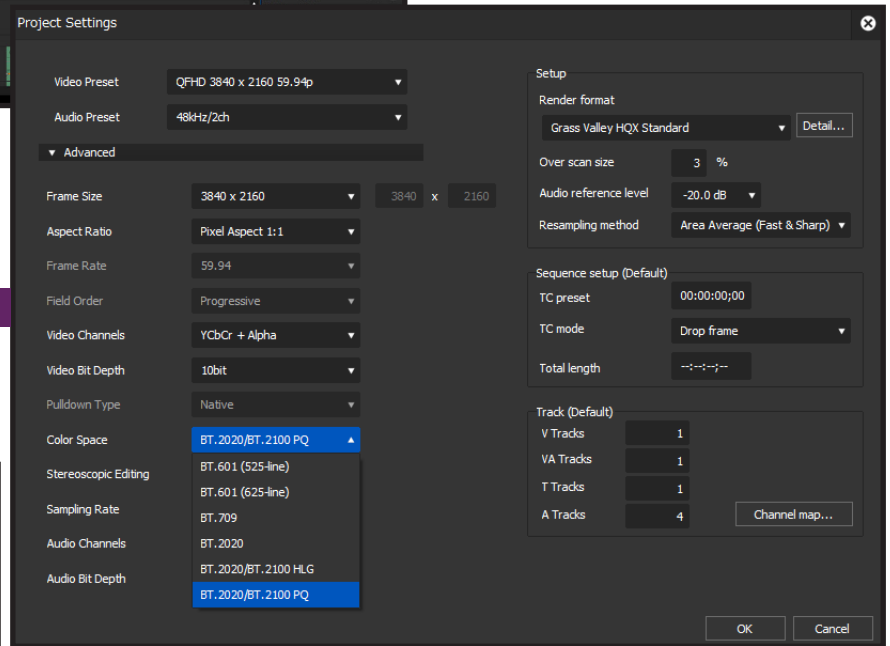 Project Settings
Video Preset QFHD 3840 x 2160 59.94p
Audio Preset 48kHz/2ch
Advanced
Frame Size 3840 x 2160 3840 x 2160
Aspect Ratio Pixel Aspect 1:1
Frame Rate 59.94
Field Order Progressive
Video Channels YCbCr + Alpha
Video Bit Depth 10bit
Pulldown Type Native
Color Space BT.2020/BT.2100 PQ
BT.601 (525-line)
BT.601 (625-line)
BT.709
BT.2020
BT.2020/BT.2100 HLG
BT.2020/BT.2100 PQ
Stereoscopic Editing
Sampling Rate
Audio Channels
Audio Bit Depth
Setup
Render format
Grass Valley HQX Standard Detail...
Over scan size 3 %
Audio reference level -20.0 dB
Resampling method Area Average (Fast & Sharp)
Sequence setup (Default)
TC preset 00:00:00;00
TC mode Drop frame
Total length --:--:--;--
Track (Default)
V Tracks 1
VA Tracks 1
T Tracks 1
A Tracks 4 Channel map...
OK Cancel